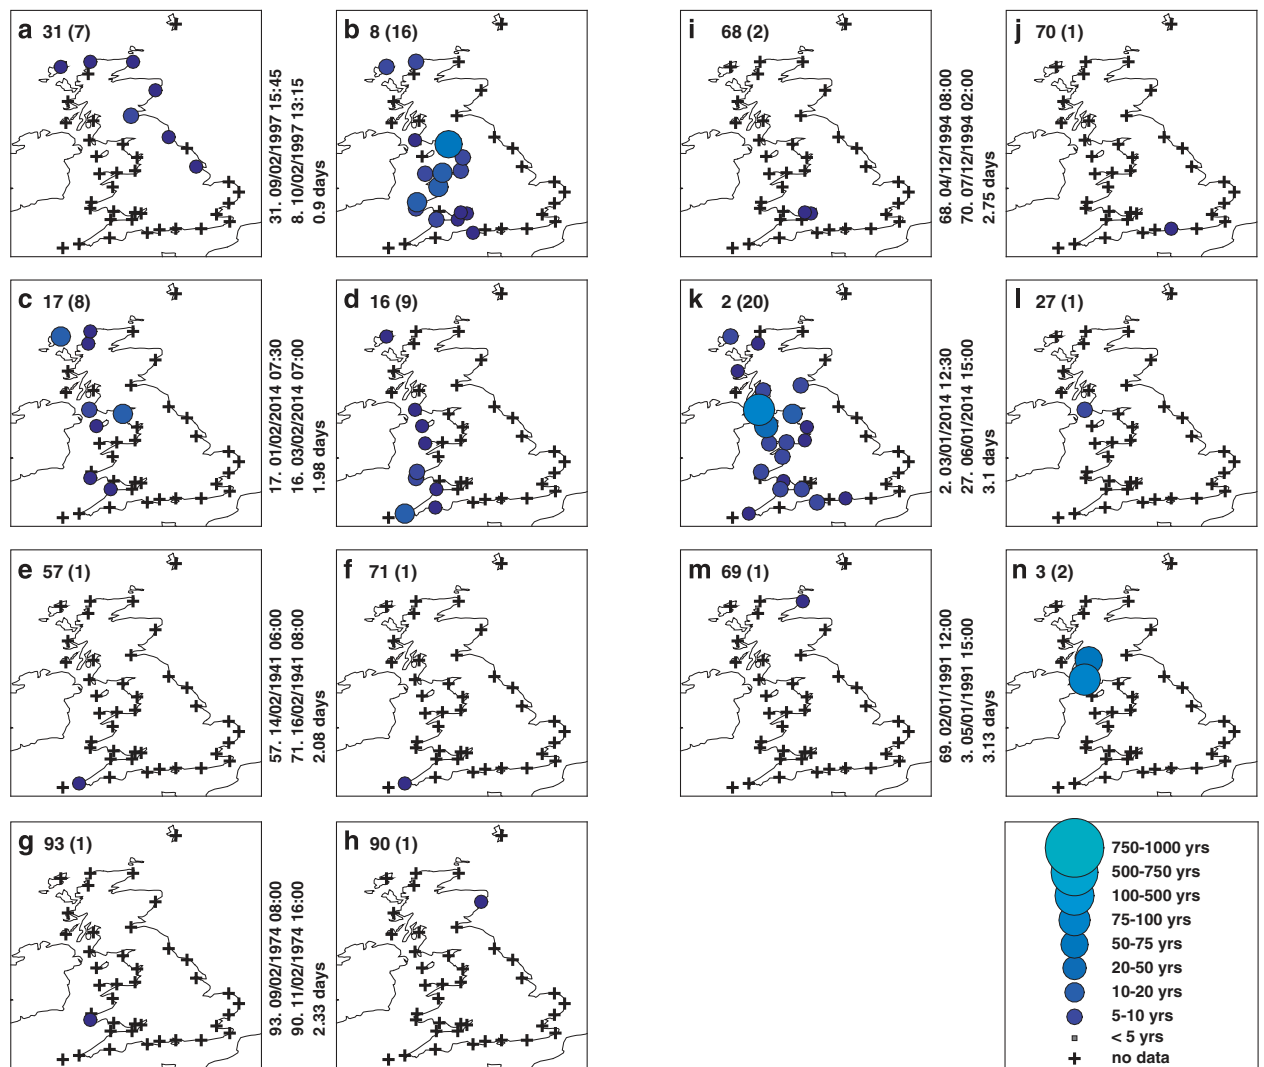 a 31 (7)
b 8 (16)
31. 09/02/1997 15:45
8. 10/02/1997 13:15
0.9 days
i 68 (2)
j 70 (1)
68. 04/12/1994 08:00
70. 07/12/1994 02:00
2.75 days
c 17 (8)
d 16 (9)
17. 01/02/2014 07:30
16. 03/02/2014 07:00
1.98 days
k 2 (20)
l 27 (1)
2. 03/01/2014 12:30
27. 06/01/2014 15:00
3.1 days
e 57 (1)
f 71 (1)
57. 14/02/1941 06:00
71. 16/02/1941 08:00
2.08 days
m 69 (1)
n 3 (2)
69. 02/01/1991 12:00
3. 05/01/1991 15:00
3.13 days
g 93 (1)
h 90 (1)
93. 09/02/1974 08:00
90. 11/02/1974 16:00
2.33 days
750-1000 yrs
500-750 yrs
100-500 yrs
75-100 yrs
50-75 yrs
20-50 yrs
10-20 yrs
5-10 yrs
< 5 yrs
no data